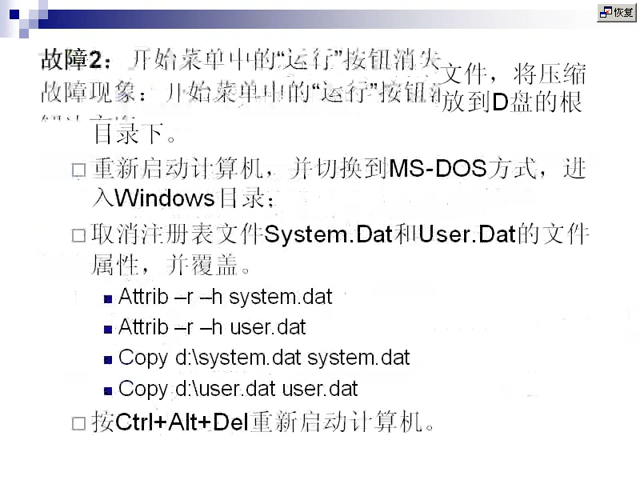 恢复
故障2：开始菜单中的“运行”按钮消失
文件，将压缩
故障现象：开始菜单中的“运行”按钮
放到D盘的根
目录下。
重新启动计算机，并切换到MS-DOS方式，进
入Windows目录；
取消注册表文件System.Dat和User.Dat的文件
属性，并覆盖。
Attrib –r –h system.dat
Attrib –r –h user.dat
Copy d:\system.dat system.dat
Copy d:\user.dat user.dat
按Ctrl+Alt+Del重新启动计算机。